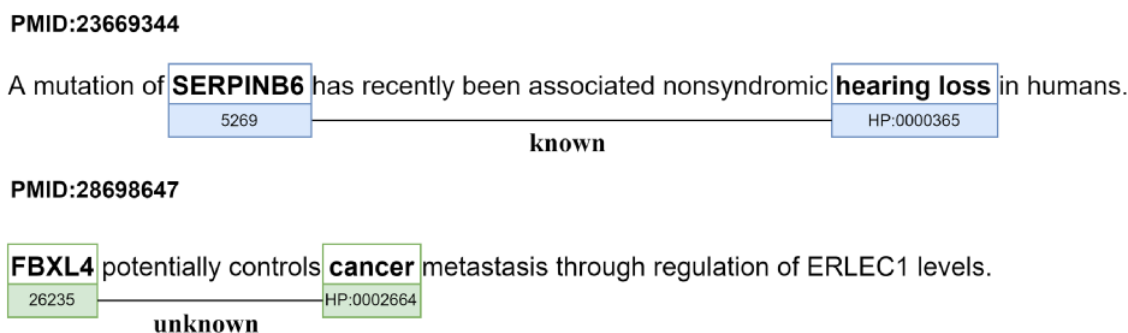 PMID:23669344
A mutation of SERPINB6 has recently been associated nonsyndromic hearing loss in humans.
5269 HP:0000365
known
PMID:28698647
FBXL4 potentially controls cancer metastasis through regulation of ERLEC1 levels.
26235 HP:0002664
unknown